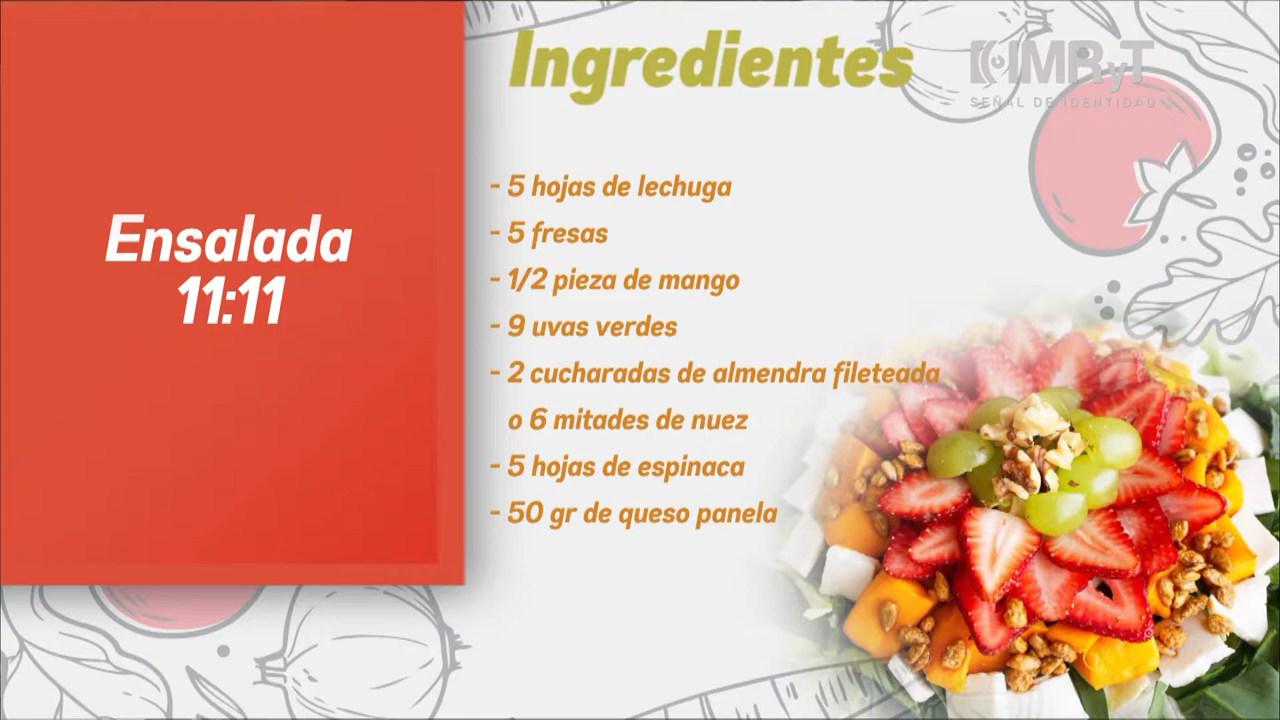 Ingredientes
IMRyT
SEÑAL DE IDENTIDAD
Ensalada
11:11
- 5 hojas de lechuga
- 5 fresas
- 1/2 pieza de mango
- 9 uvas verdes
- 2 cucharadas de almendra fileteada
o 6 mitades de nuez
- 5 hojas de espinaca
- 50 gr de queso panela